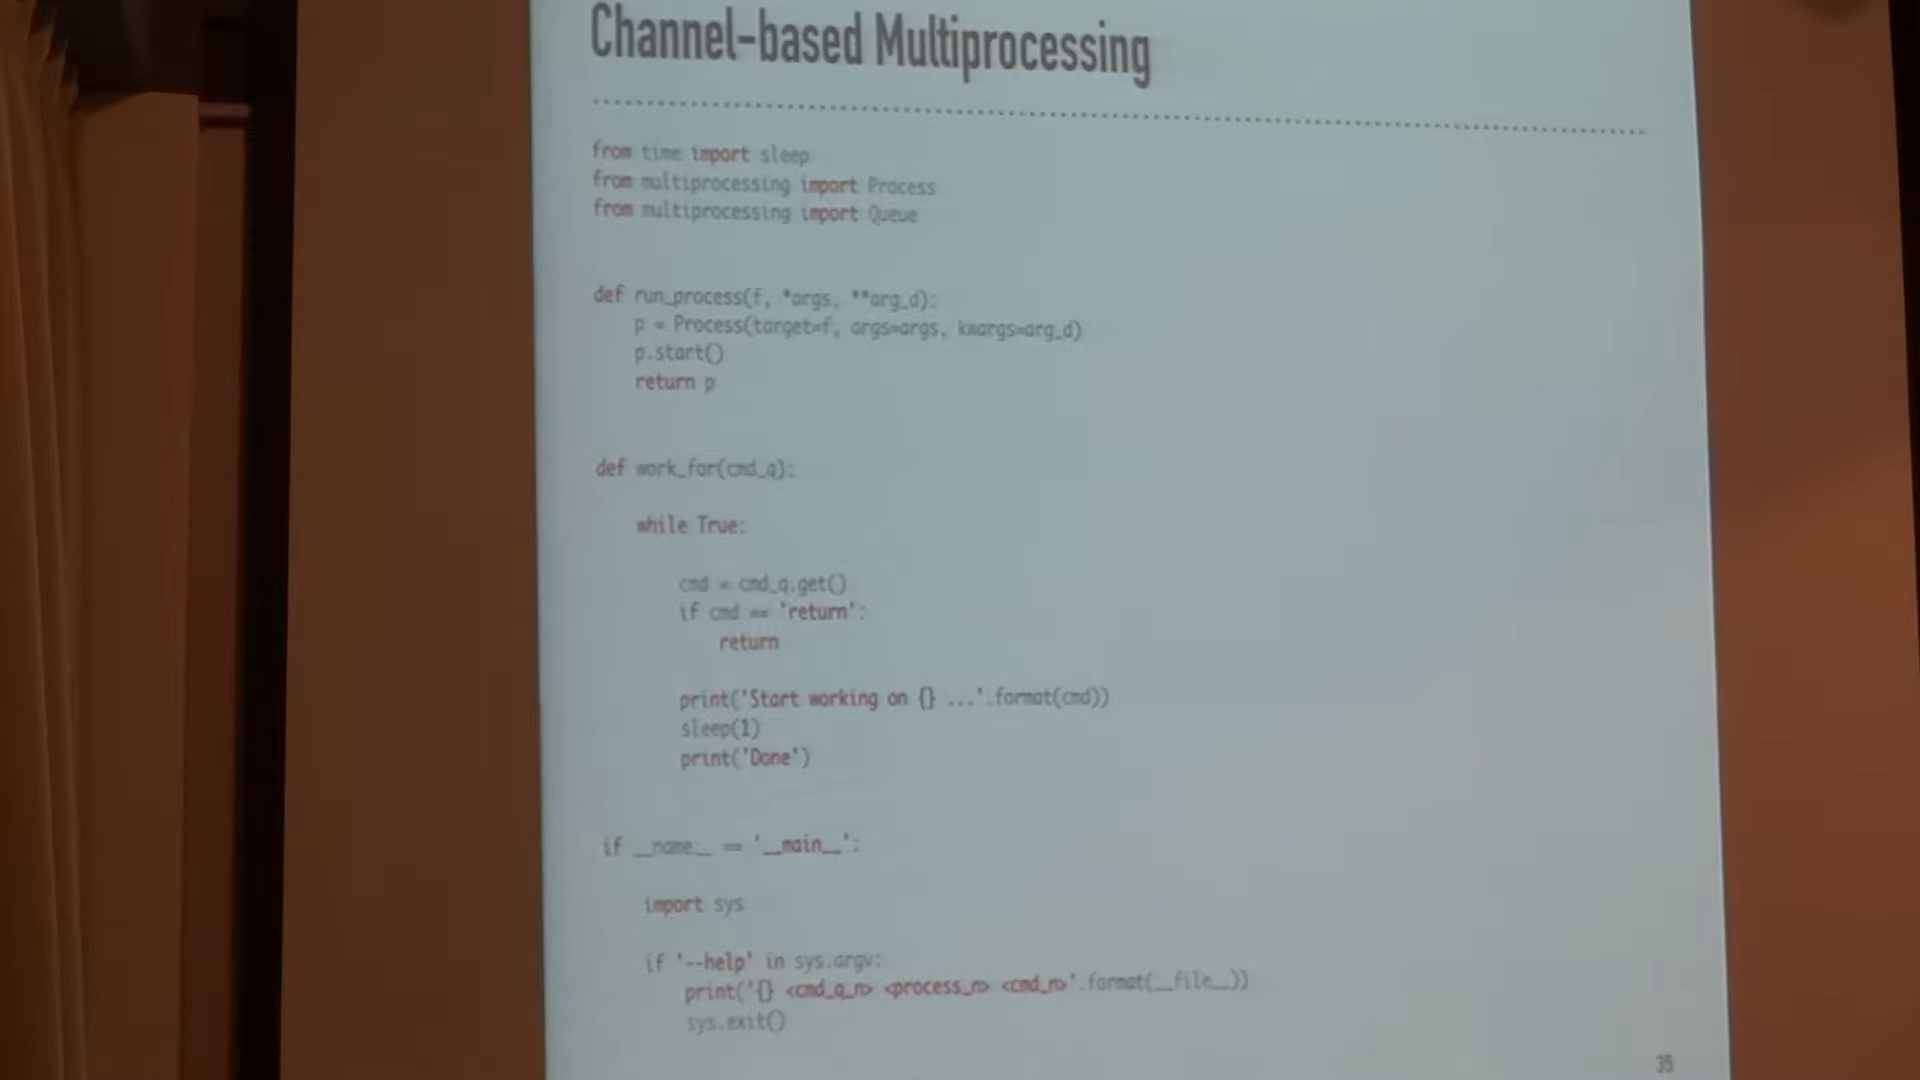 Channel-based Multiprocessing
from time import sleep
from multiprocessing import Process
from multiprocessing import Queue
def run_process(f, *args, **arg_d):
    p = Process(target=f, args=args, kwargs=arg_d)
    p.start()
    return p
def work_for(cmd_q):
    while True:
        cmd = cmd_q.get()
        if cmd == 'return':
            return
        print('Start working on {} ...'.format(cmd))
        sleep(1)
        print('Done')
if __name__ == '__main__':
    import sys
    if '--help' in sys.argv:
        print('{} <cmd_q_n> <process_n> <cmd_n>'.format(__file__))
        sys.exit()
35